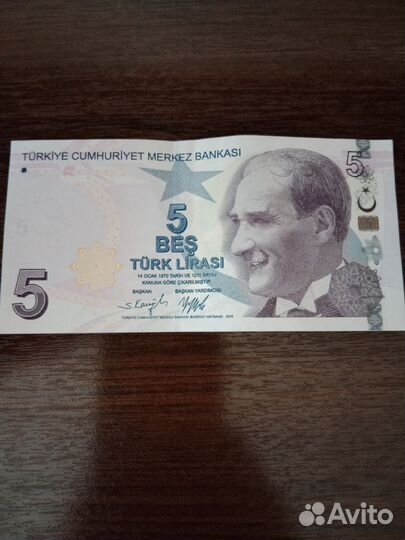 TÜRKİYE CUMHURİYET MERKEZ BANKASI
5
5
BEŞ
TÜRK LİRASI
14 OCAK 1970 TARİH VE 1211 SAYILI
KANUNA GÖRE ÇIKARILMIŞTIR
BAŞKAN BAŞKAN YARDIMCISI
5
5
TÜRKİYE CUMHURİYET MERKEZ BANKASI BANKNOT MATBAASI 2009
Avito